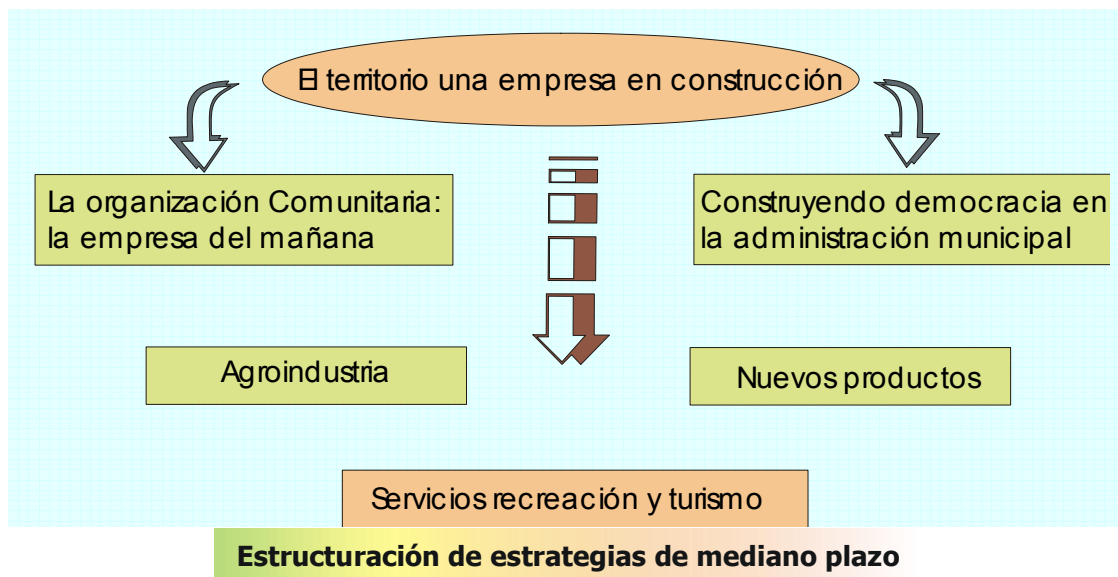 El territorio una empresa en construcción
La organización Comunitaria:
la empresa del mañana
Construyendo democracia en
la administración municipal
Agroindustria
Nuevos productos
Servicios recreación y turismo
Estructuración de estrategias de mediano plazo